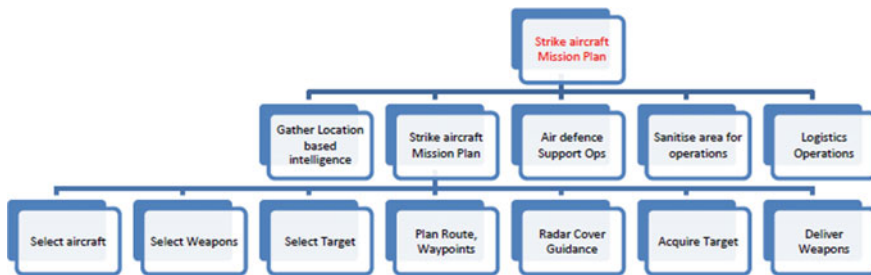 Strike aircraft
Mission Plan
Gather Location
based
intelligence
Strike aircraft
Mission Plan
Air defence
Support Ops
Sanitise area for
operations
Logistics
Operations
Select aircraft
Select Weapons
Select Target
Plan Route,
Waypoints
Radar Cover
Guidance
Acquire Target
Deliver
Weapons